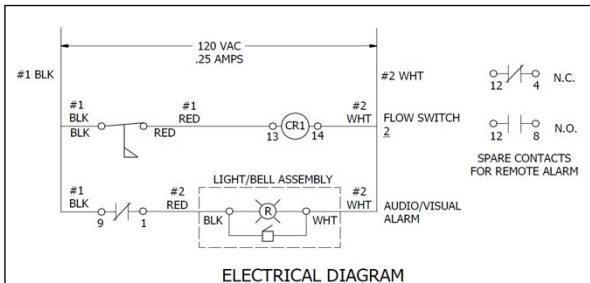 120 VAC
.25 AMPS
#1 BLK
#2 WHT
12 4 N.C.
#1
BLK
BLK
RED
#1
RED
13 CR1 14
#2
WHT
FLOW SWITCH
2
12 8 N.O.
SPARE CONTACTS
FOR REMOTE ALARM
LIGHT/BELL ASSEMBLY
#1
BLK
9 1
#2
RED
BLK R WHT
#2
WHT
AUDIO/VISUAL
ALARM
ELECTRICAL DIAGRAM